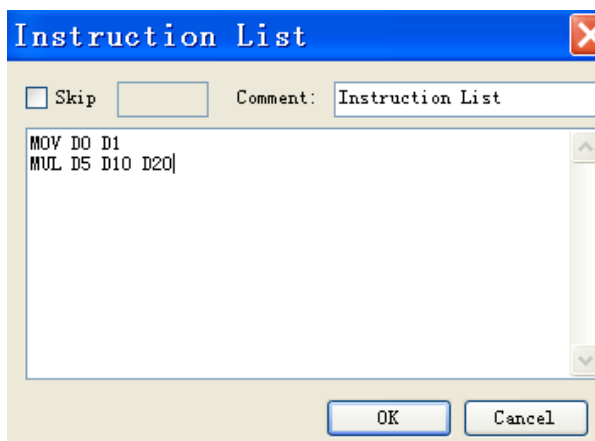 Instruction List
Skip Comment: Instruction List
MOV D0 D1
MUL D5 D10 D20
OK Cancel